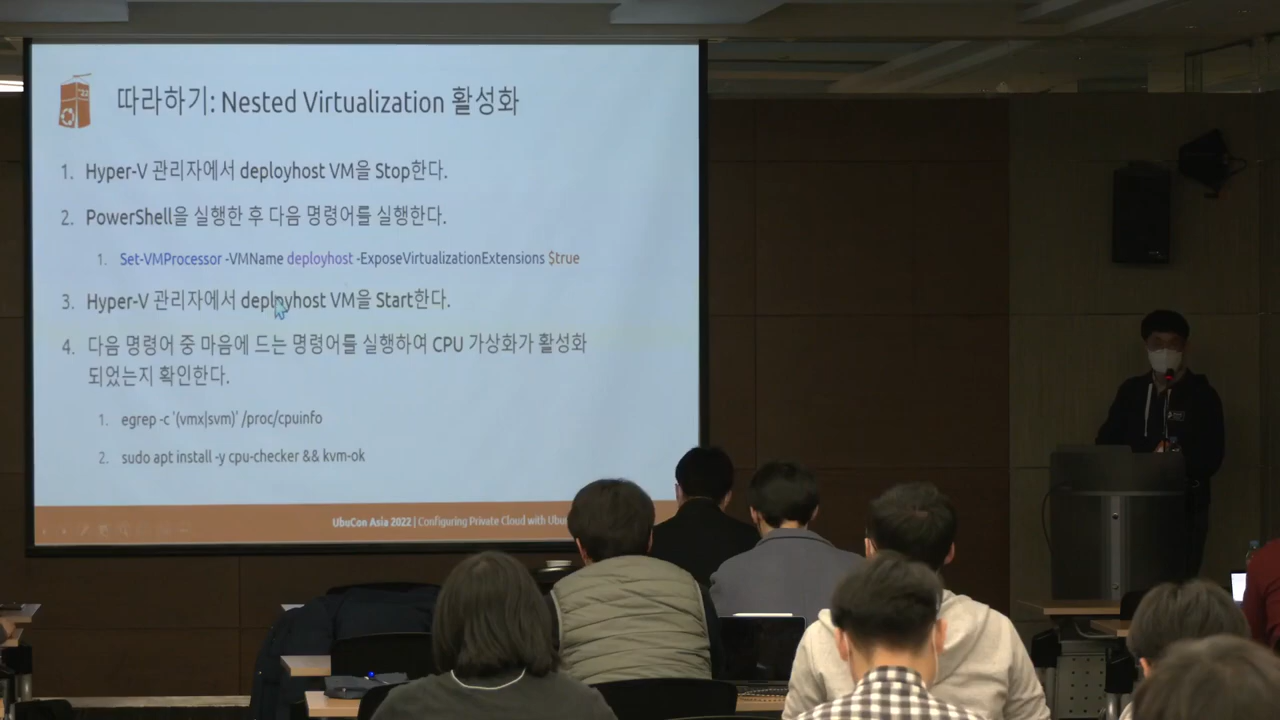 따라하기: Nested Virtualization 활성화
1. Hyper-V 관리자에서 deployhost VM을 Stop한다.
2. PowerShell을 실행한 후 다음 명령어를 실행한다.
1. Set-VMProcessor -VMName deployhost -ExposeVirtualizationExtensions $true
3. Hyper-V 관리자에서 deployhost VM을 Start한다.
4. 다음 명령어 중 마음에 드는 명령어를 실행하여 CPU 가상화가 활성화
되었는지 확인한다.
1. egrep -c '(vmx|svm)' /proc/cpuinfo
2. sudo apt install -y cpu-checker && kvm-ok
UbuCon Asia 2022 | Configuring Private Cloud with